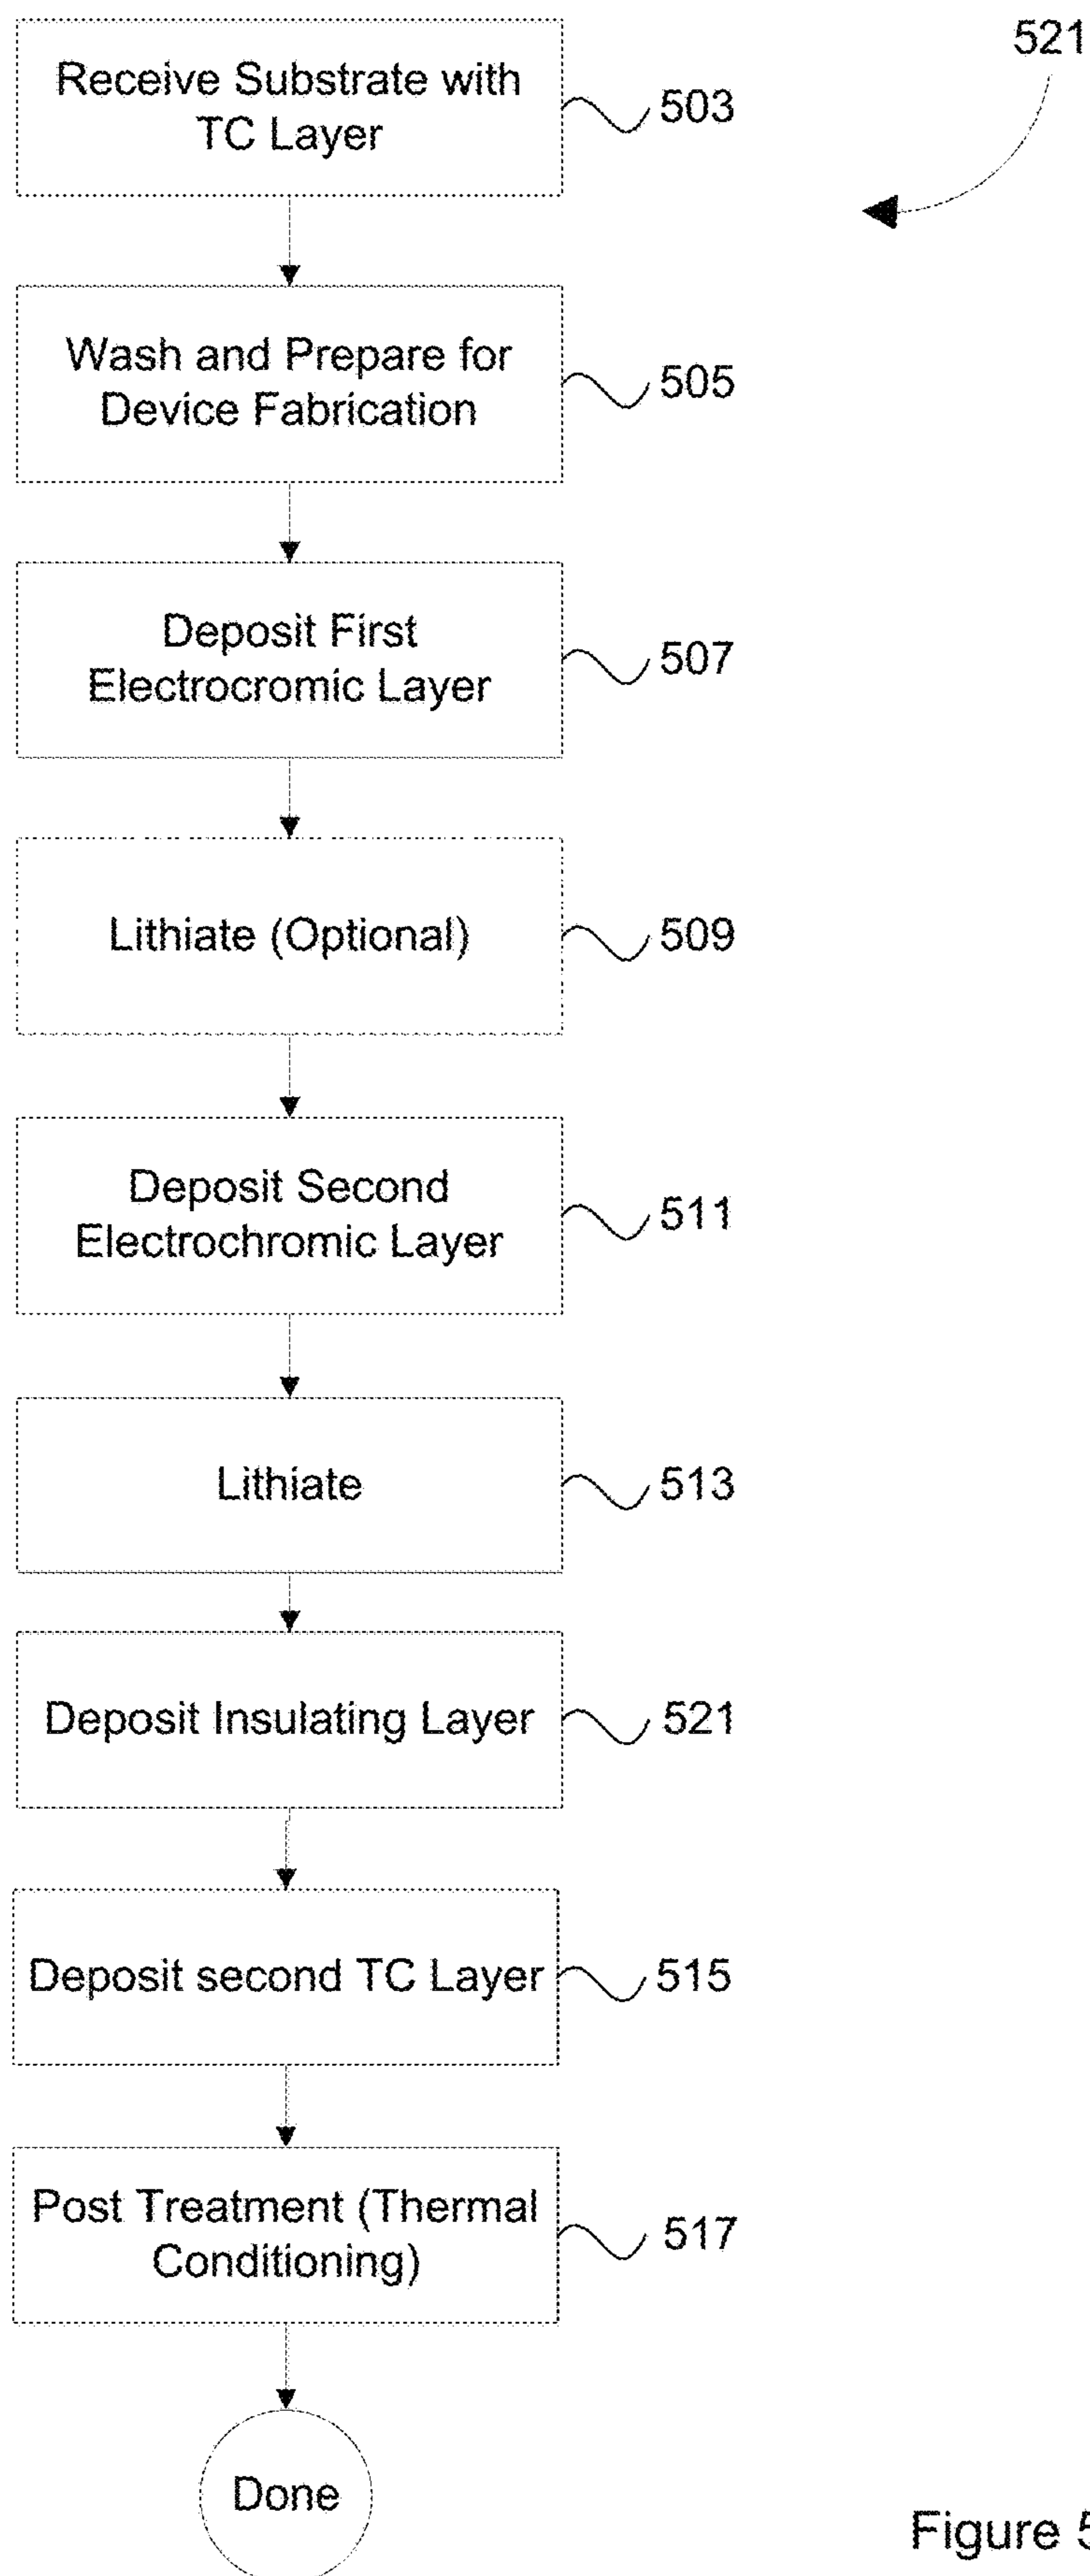 521
Receive Substrate with
TC Layer
503
Wash and Prepare for
Device Fabrication
505
Deposit First
Electrocromic Layer
507
Lithiate (Optional)
509
Deposit Second
Electrochromic Layer
511
Lithiate
513
Deposit Insulating Layer
521
Deposit second TC Layer
515
Post Treatment (Thermal
Conditioning)
517
Done
Figure 5